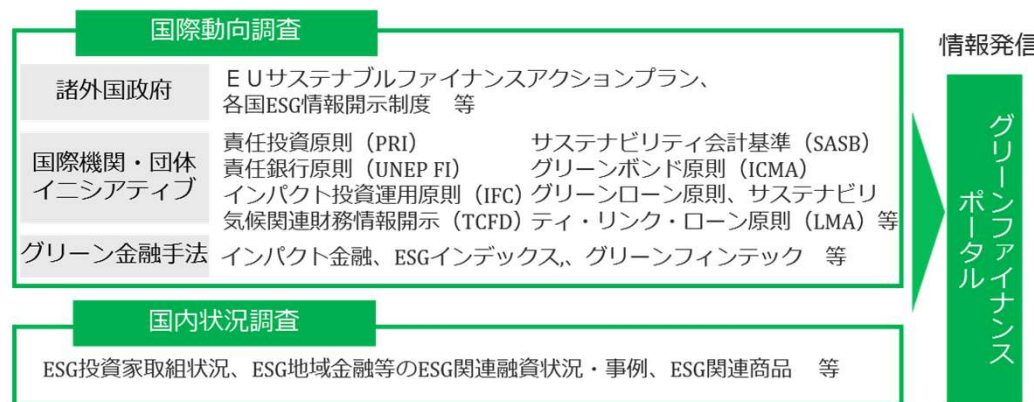 国際動向調査
諸外国政府
ＥＵサステナブルファイナンスアクションプラン、
各国ESG情報開示制度　等
国際機関・団体
イニシアティブ
責任投資原則（PRI）
責任銀行原則（UNEP FI）
インパクト投資運用原則（IFC）
気候関連財務情報開示（TCFD）
サステナビリティ会計基準（SASB）
グリーンボンド原則（ICMA）
グリーンローン原則、サステナビリ
ティ・リンク・ローン原則（LMA）等
グリーン金融手法
インパクト金融、ESGインデックス,、グリーンフィンテック　等
国内状況調査
ESG投資家取組状況、ESG地域金融等のESG関連融資状況・事例、ESG関連商品　等
情報発信
グリーンファイナンス
ポータル